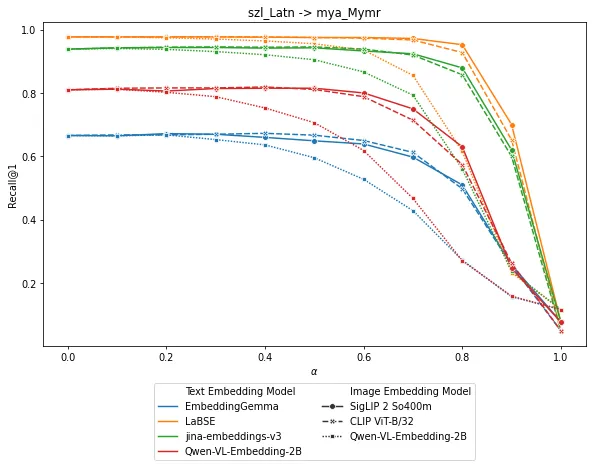 szl_Latn -> mya_Mymr
1.0
0.8
0.6
0.4
0.2
Recall@1
0.0 0.2 0.4 0.6 0.8 1.0
α
Text Embedding Model
EmbeddingGemma
LaBSE
jina-embeddings-v3
Qwen-VL-Embedding-2B
Image Embedding Model
SigLIP 2 So400m
CLIP ViT-B/32
Qwen-VL-Embedding-2B